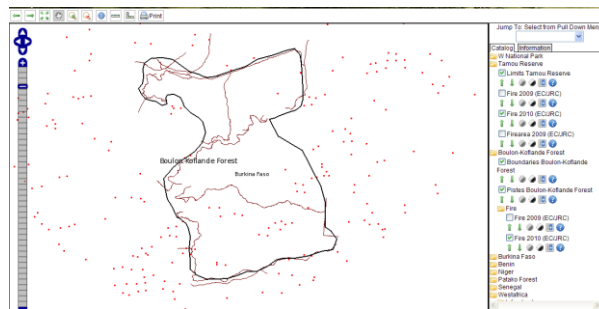 Print
Jump To: Select from Pull Down Men
Catalog Information
W National Park
Tamou Reserve
Limits Tamou Reserve
Fire 2009 (EC/JRC)
Fire 2010 (EC/JRC)
Firearea 2009 (EC/JRC)
Boulon-Koflande Forest
Boundaries Boulon-Koflande
Forest
Pistes Boulon-Koflande Forest
Fire
Fire 2009 (EC/JRC)
Fire 2010 (EC/JRC)
Burkina Faso
Benin
Niger
Patako Forest
Senegal
Westafrica
Boulon Koflande Forest
Burkina Faso